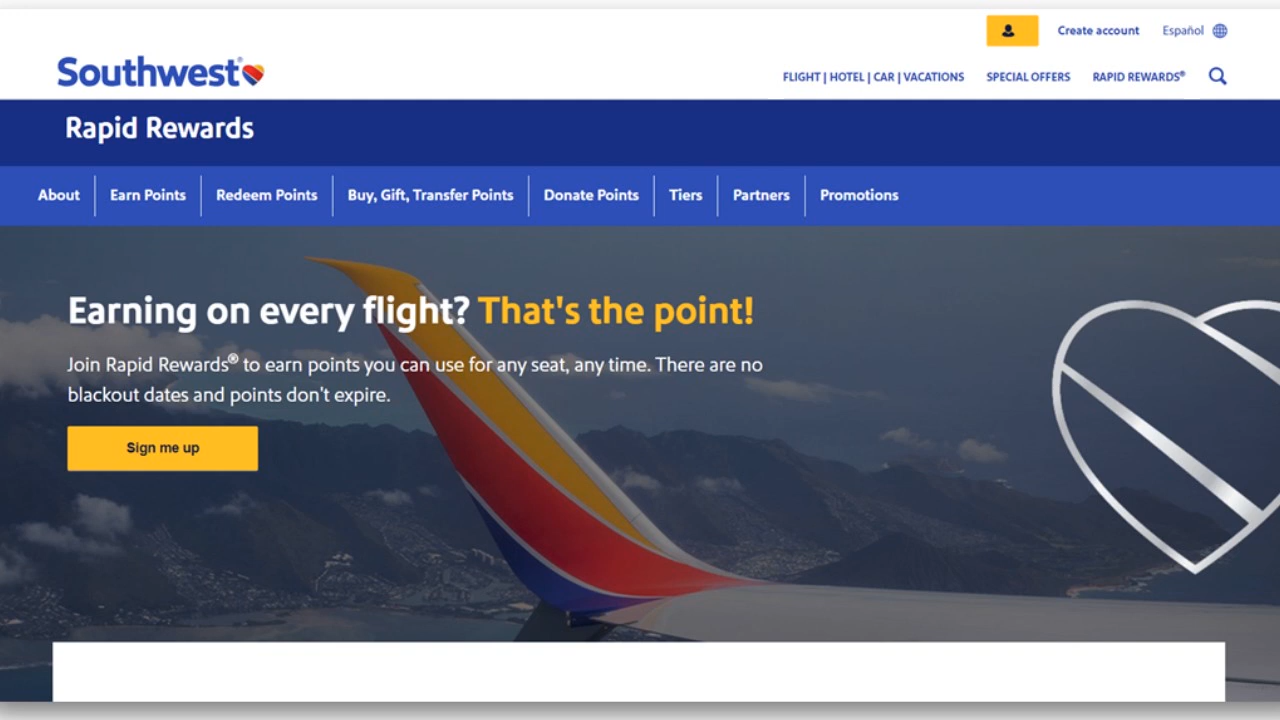 Create account
Español
Southwest®
FLIGHT | HOTEL | CAR | VACATIONS
SPECIAL OFFERS
RAPID REWARDS®
Rapid Rewards
About
Earn Points
Redeem Points
Buy, Gift, Transfer Points
Donate Points
Tiers
Partners
Promotions
Earning on every flight? That's the point!
Join Rapid Rewards® to earn points you can use for any seat, any time. There are no
blackout dates and points don't expire.
Sign me up